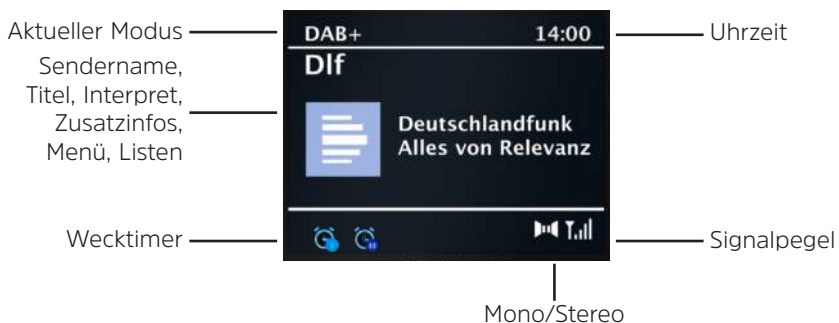 Aktueller Modus
DAB+ 14:00
Uhrzeit
Sendername,
Titel, Interpret,
Zusatzinfos,
Menü, Listen
Dlf
Deutschlandfunk
Alles von Relevanz
Wecktimer
Signalpegel
Mono/Stereo